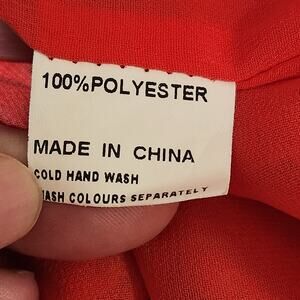 100%POLYESTER
MADE IN CHINA
COLD HAND WASH
WASH COLOURS SEPARATELY